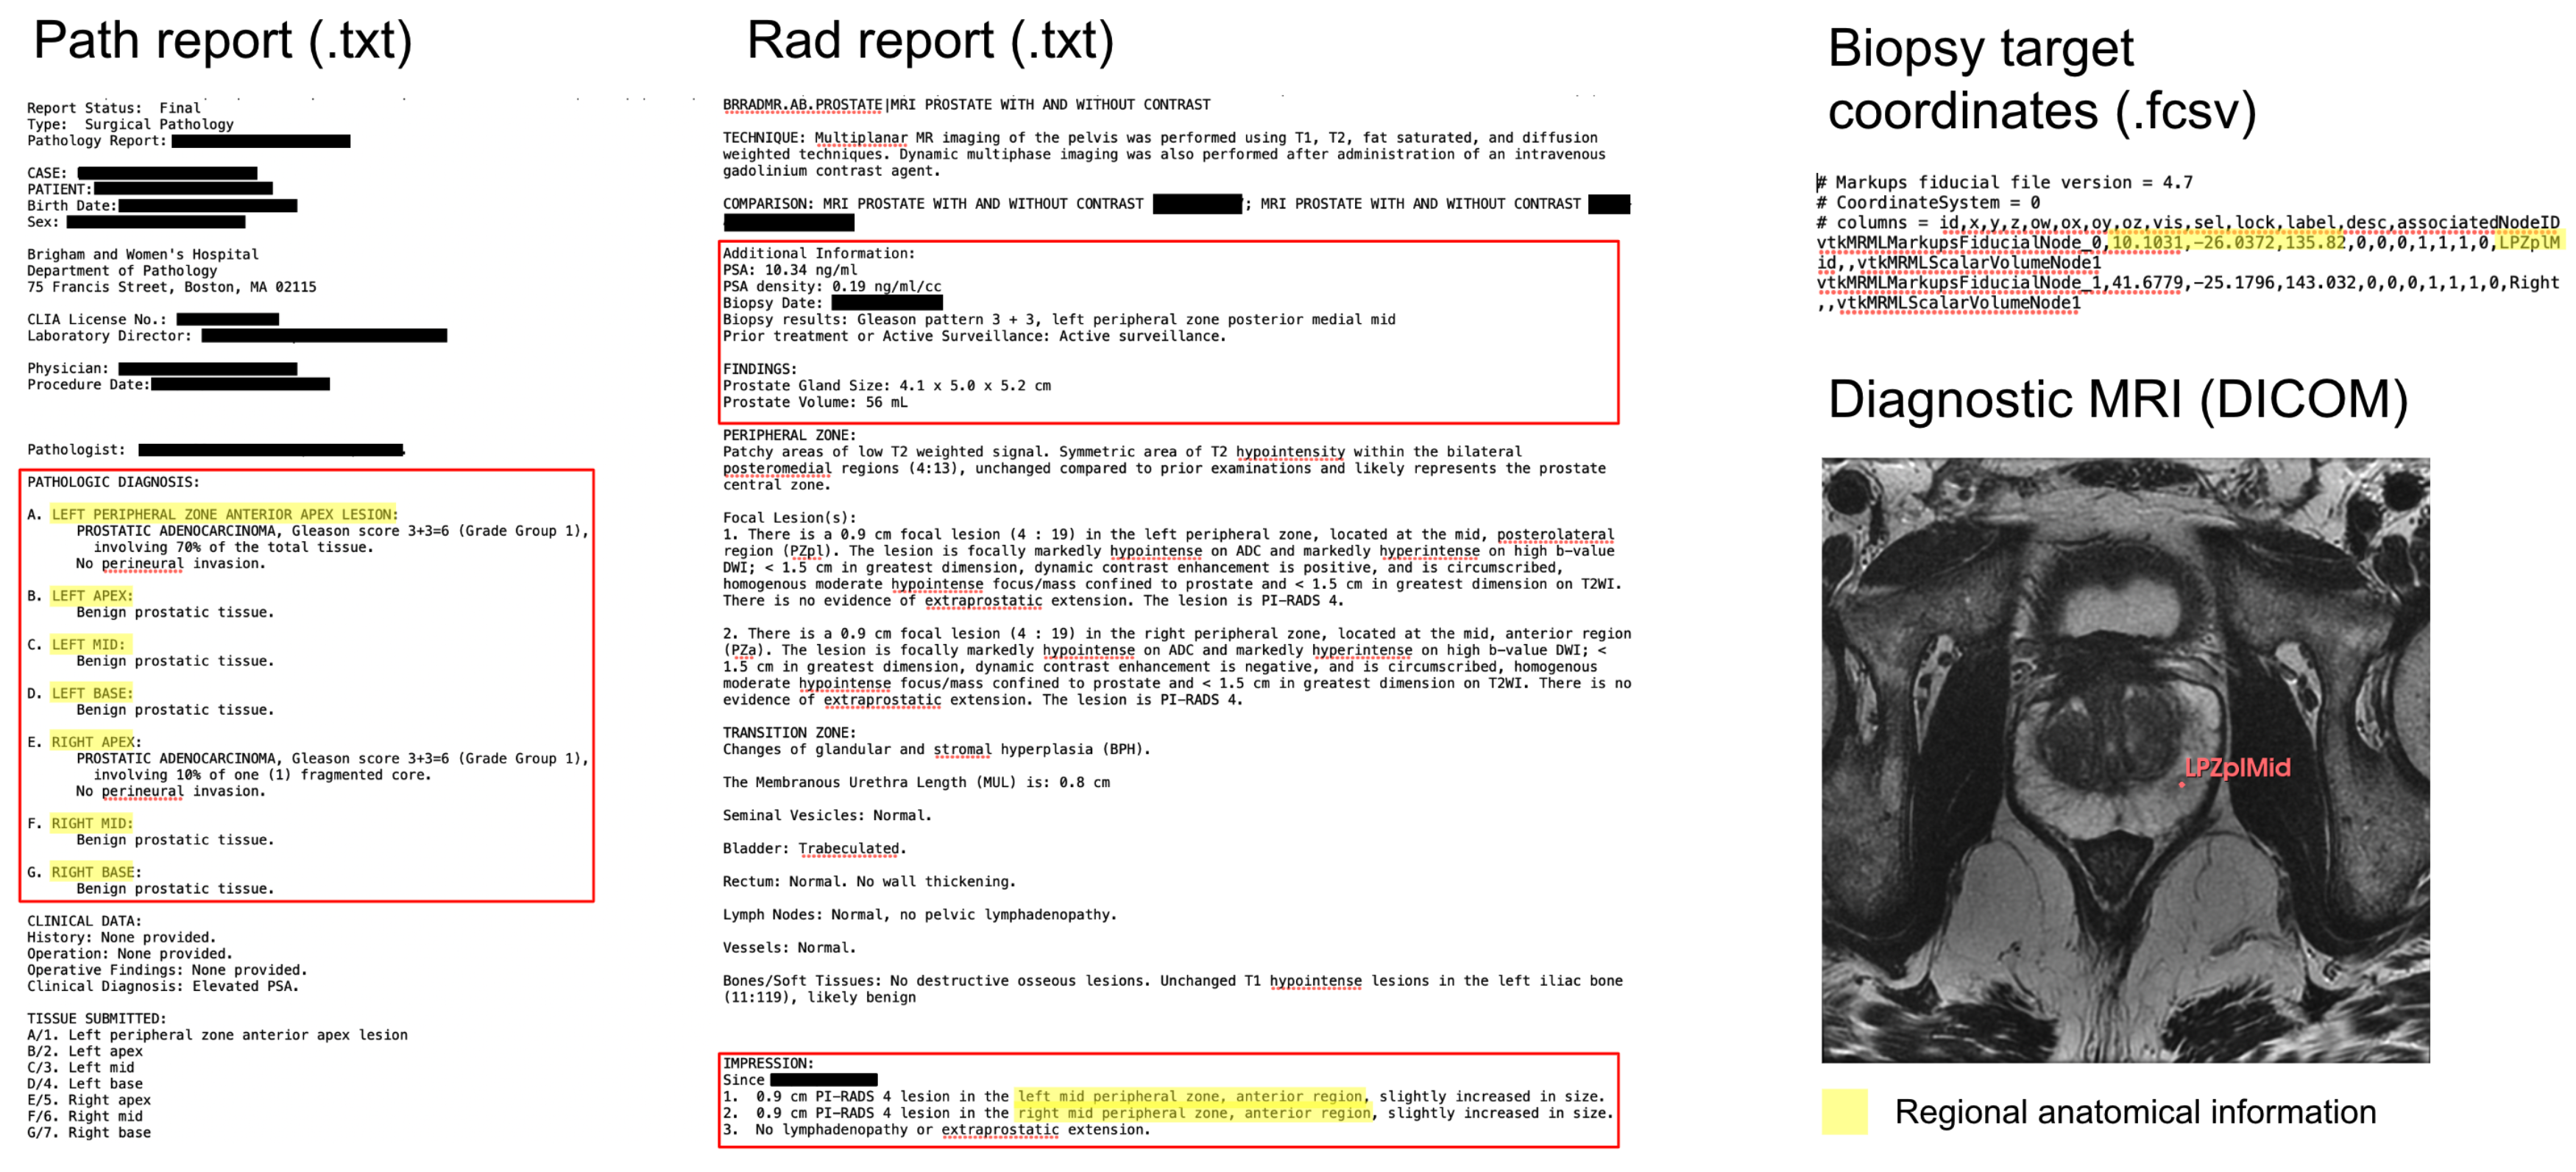 Path report (.txt)
Report Status:  Final
Type:  Surgical Pathology
Pathology Report:
CASE:
PATIENT:
Birth Date:
Sex:
Brigham and Women's Hospital
Department of Pathology
75 Francis Street, Boston, MA 02115
CLIA License No.:
Laboratory Director:
Physician:
Procedure Date:
Pathologist:
PATHOLOGIC DIAGNOSIS:
A. LEFT PERIPHERAL ZONE ANTERIOR APEX LESION:
PROSTATIC ADENOCARCINOMA, Gleason score 3+3=6 (Grade Group 1),
involving 70% of the total tissue.
No perineural invasion.
B. LEFT APEX:
Benign prostatic tissue.
C. LEFT MID:
Benign prostatic tissue.
D. LEFT BASE:
Benign prostatic tissue.
E. RIGHT APEX:
PROSTATIC ADENOCARCINOMA, Gleason score 3+3=6 (Grade Group 1),
involving 10% of one (1) fragmented core.
No perineural invasion.
F. RIGHT MID:
Benign prostatic tissue.
G. RIGHT BASE:
Benign prostatic tissue.
CLINICAL DATA:
History: None provided.
Operation: None provided.
Operative Findings: None provided.
Clinical Diagnosis: Elevated PSA.
TISSUE SUBMITTED:
A/1. Left peripheral zone anterior apex lesion
B/2. Left apex
C/3. Left mid
D/4. Left base
E/5. Right apex
F/6. Right mid
G/7. Right base
Rad report (.txt)
BRRADMR.AB.PROSTATE|MRI PROSTATE WITH AND WITHOUT CONTRAST
TECHNIQUE: Multiplanar MR imaging of the pelvis was performed using T1, T2, fat saturated, and diffusion
weighted techniques. Dynamic multiphase imaging was also performed after administration of an intravenous
gadolinium contrast agent.
COMPARISON: MRI PROSTATE WITH AND WITHOUT CONTRAST ; MRI PROSTATE WITH AND WITHOUT CONTRAST
Additional Information:
PSA: 10.34 ng/ml
PSA density: 0.19 ng/ml/cc
Biopsy Date:
Biopsy results: Gleason pattern 3 + 3, left peripheral zone posterior medial mid
Prior treatment or Active Surveillance: Active surveillance.
FINDINGS:
Prostate Gland Size: 4.1 x 5.0 x 5.2 cm
Prostate Volume: 56 mL
PERIPHERAL ZONE:
Patchy areas of low T2 weighted signal. Symmetric area of T2 hypointensity within the bilateral
posteromedial regions (4:13), unchanged compared to prior examinations and likely represents the prostate
central zone.
Focal Lesion(s):
1. There is a 0.9 cm focal lesion (4 : 19) in the left peripheral zone, located at the mid, posterolateral
region (PZpl). The lesion is focally markedly hypointense on ADC and markedly hyperintense on high b-value
DWI; < 1.5 cm in greatest dimension, dynamic contrast enhancement is positive, and is circumscribed,
homogenous moderate hypointense focus/mass confined to prostate and < 1.5 cm in greatest dimension on T2WI.
There is no evidence of extraprostatic extension. The lesion is PI-RADS 4.
2. There is a 0.9 cm focal lesion (4 : 19) in the right peripheral zone, located at the mid, anterior region
(PZa). The lesion is focally markedly hypointense on ADC and markedly hyperintense on high b-value DWI; <
1.5 cm in greatest dimension, dynamic contrast enhancement is negative, and is circumscribed, homogenous
moderate hypointense focus/mass confined to prostate and < 1.5 cm in greatest dimension on T2WI. There is no
evidence of extraprostatic extension. The lesion is PI-RADS 4.
TRANSITION ZONE:
Changes of glandular and stromal hyperplasia (BPH).
The Membranous Urethra Length (MUL) is: 0.8 cm
Seminal Vesicles: Normal.
Bladder: Trabeculated.
Rectum: Normal. No wall thickening.
Lymph Nodes: Normal, no pelvic lymphadenopathy.
Vessels: Normal.
Bones/Soft Tissues: No destructive osseous lesions. Unchanged T1 hypointense lesions in the left iliac bone
(11:119), likely benign
IMPRESSION:
Since
1.  0.9 cm PI-RADS 4 lesion in the left mid peripheral zone, anterior region, slightly increased in size.
2.  0.9 cm PI-RADS 4 lesion in the right mid peripheral zone, anterior region, slightly increased in size.
3.  No lymphadenopathy or extraprostatic extension.
Biopsy target
coordinates (.fcsv)
# Markups fiducial file version = 4.7
# CoordinateSystem = 0
# columns = id,x,y,z,ow,ox,oy,oz,vis,sel,lock,label,desc,associatedNodeID
vtkMRMLMarkupsFiducialNode_0,10.1031,-26.0372,135.82,0,0,0,1,1,1,0,LPZplM
id,,vtkMRMLScalarVolumeNode1
vtkMRMLMarkupsFiducialNode_1,41.6779,-25.1796,143.032,0,0,0,1,1,1,0,Right
,,vtkMRMLScalarVolumeNode1
Diagnostic MRI (DICOM)
LPZplMid
Regional anatomical information